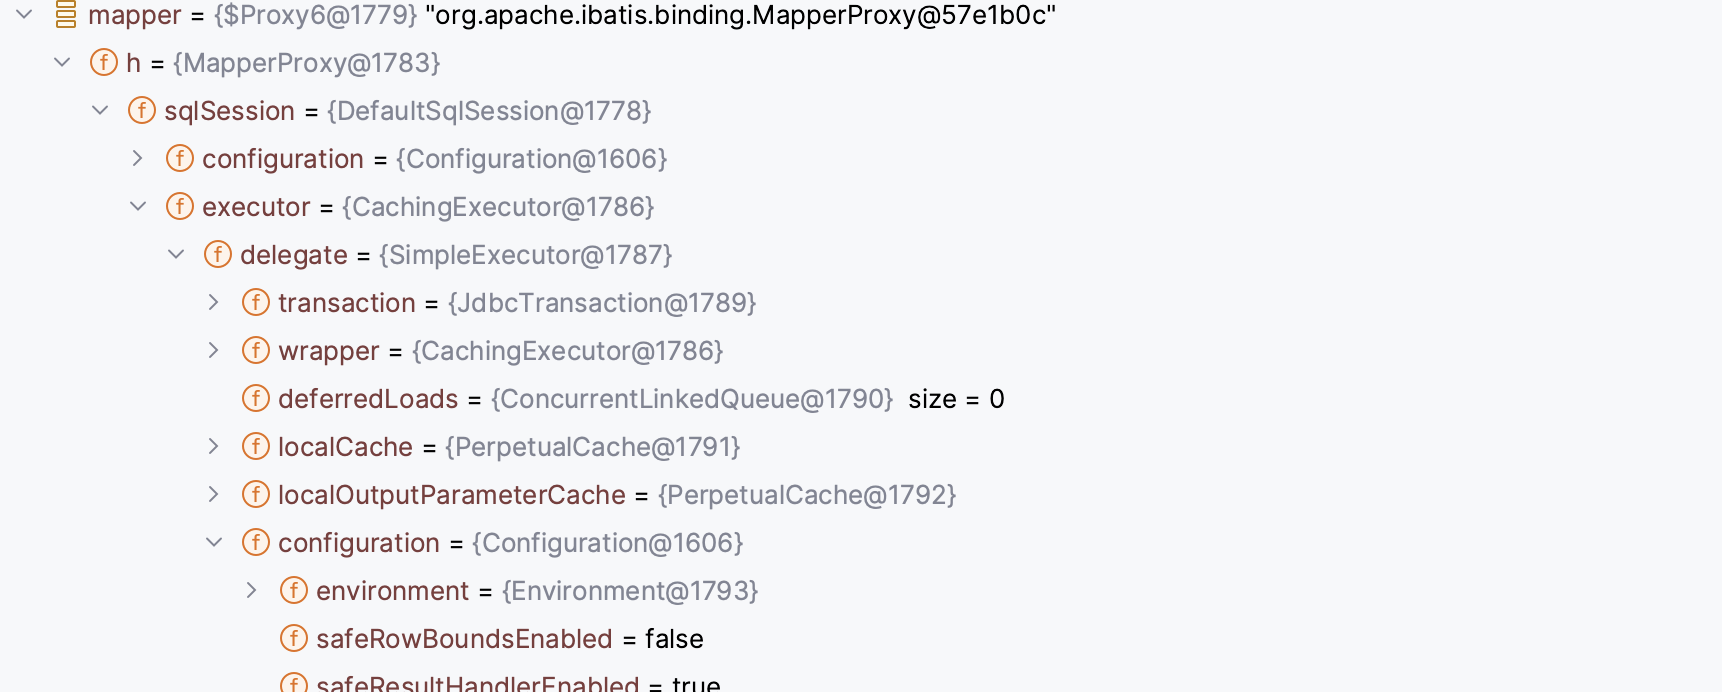 mapper = {$Proxy6@1779} "org.apache.ibatis.binding.MapperProxy@57e1b0c"
f h = {MapperProxy@1783}
f sqlSession = {DefaultSqlSession@1778}
f configuration = {Configuration@1606}
f executor = {CachingExecutor@1786}
f delegate = {SimpleExecutor@1787}
f transaction = {JdbcTransaction@1789}
f wrapper = {CachingExecutor@1786}
f deferredLoads = {ConcurrentLinkedQueue@1790} size = 0
f localCache = {PerpetualCache@1791}
f localOutputParameterCache = {PerpetualCache@1792}
f configuration = {Configuration@1606}
f environment = {Environment@1793}
f safeRowBoundsEnabled = false
f safeResultHandlerEnabled = true